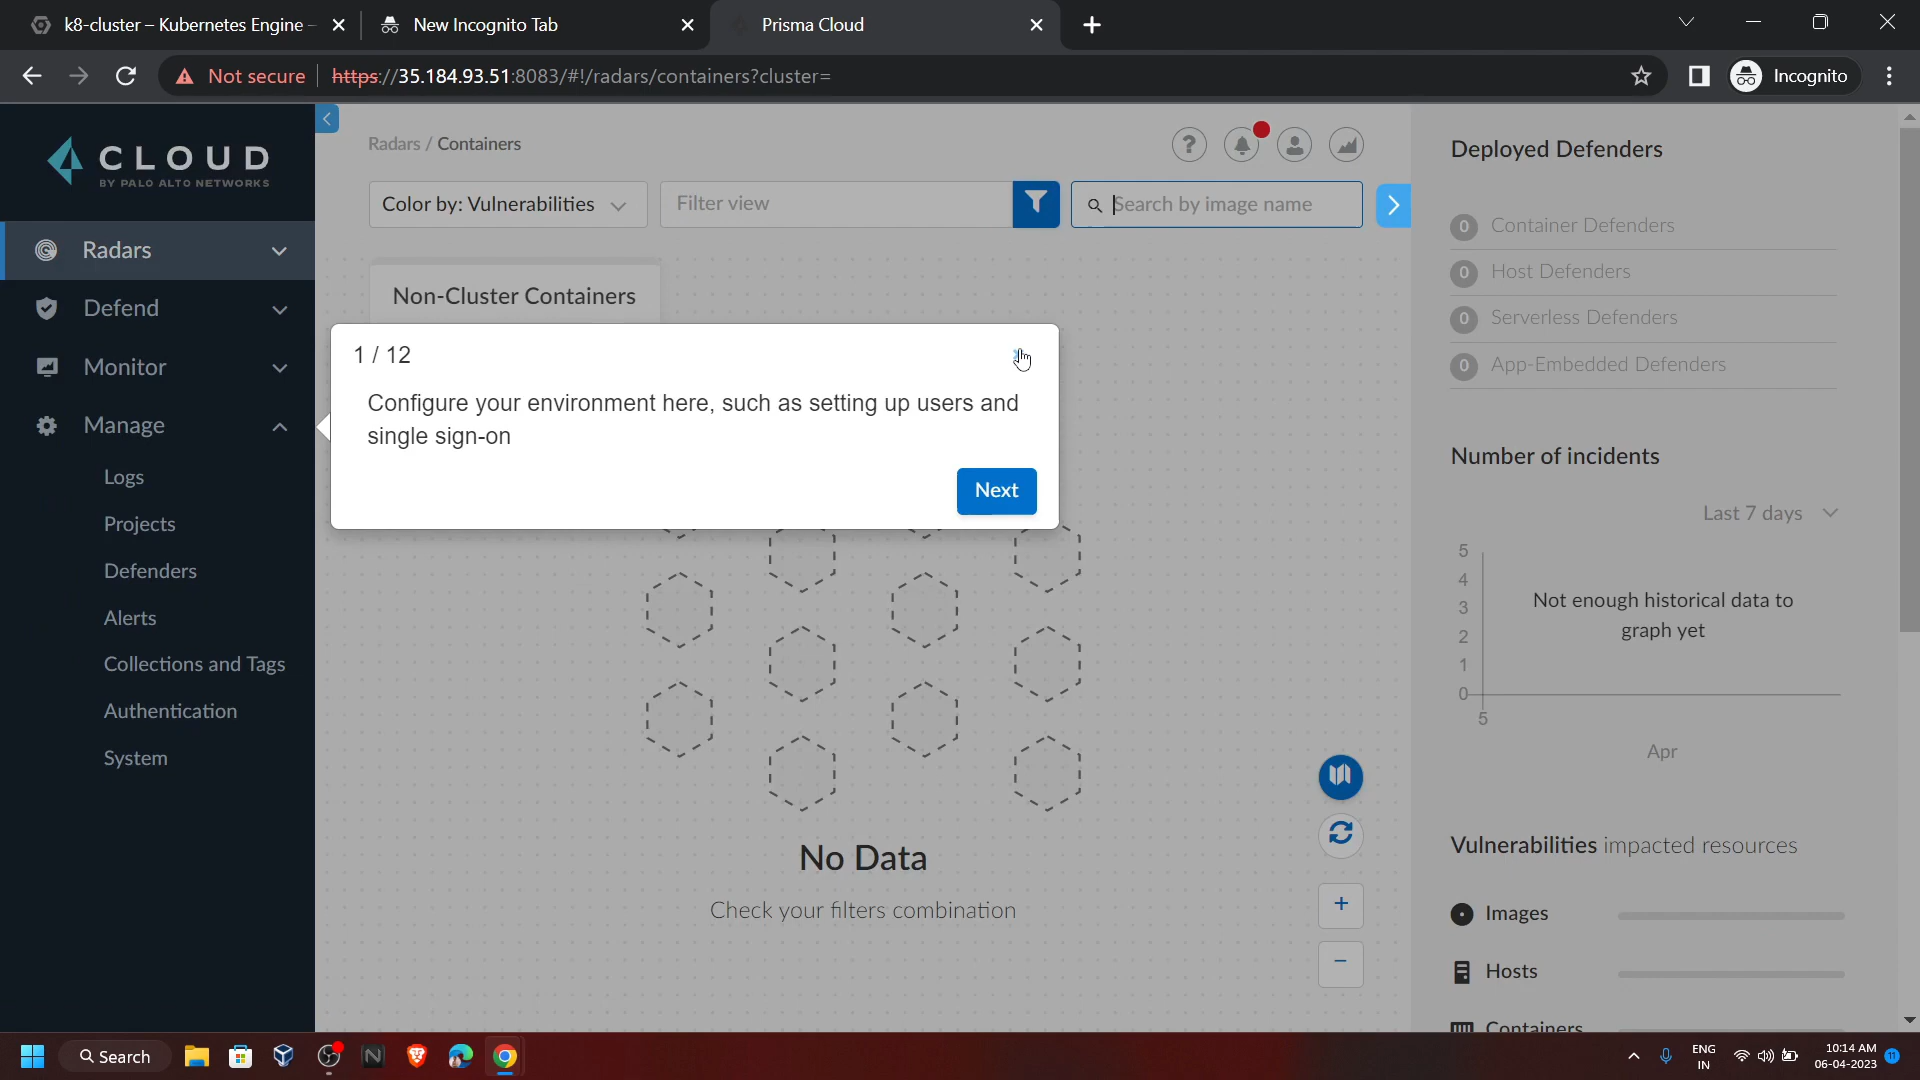 k8-cluster – Kubernetes Engine –
New Incognito Tab
Prisma Cloud
Not secure
https://35.184.93.51:8083/#!/radars/containers?cluster=
Incognito
CLOUD
BY PALO ALTO NETWORKS
Radars
Defend
Monitor
Manage
Logs
Projects
Defenders
Alerts
Collections and Tags
Authentication
System
Radars / Containers
Color by: Vulnerabilities
Filter view
Search by image name
Non-Cluster Containers
1 / 12
Configure your environment here, such as setting up users and
single sign-on
Next
No Data
Check your filters combination
Deployed Defenders
0 Container Defenders
0 Host Defenders
0 Serverless Defenders
0 App-Embedded Defenders
Number of incidents
Last 7 days
5
4
3
2
1
0
Not enough historical data to
graph yet
5
Apr
Vulnerabilities impacted resources
Images
Hosts
Containers
Search
ENG
IN
10:14 AM
06-04-2023
11